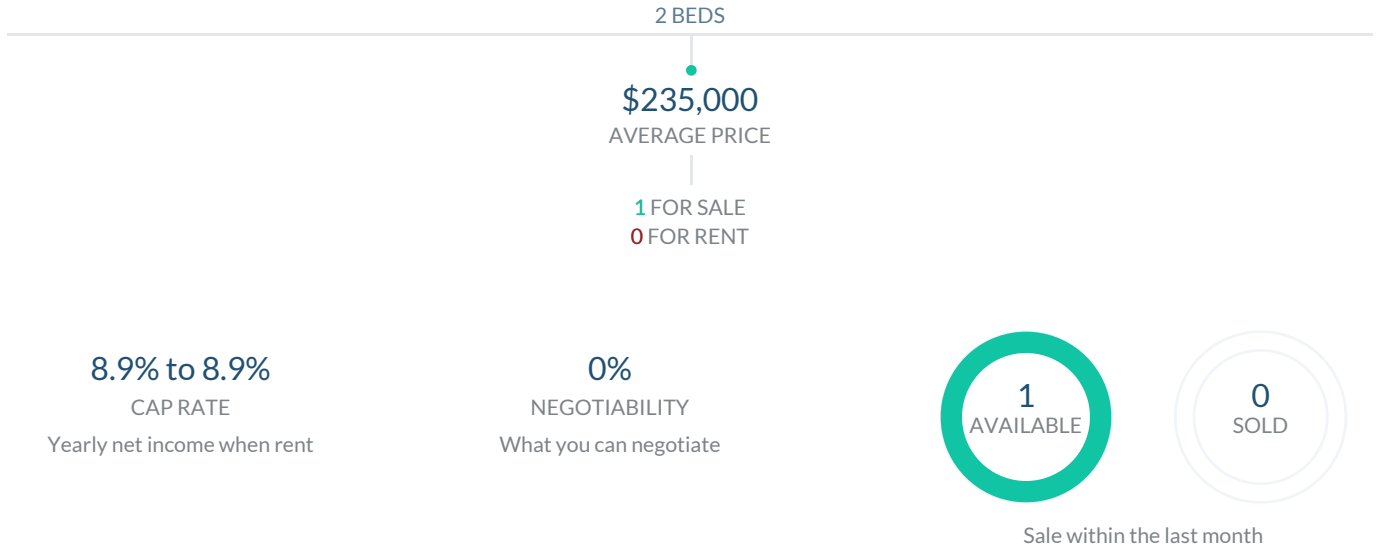 2 BEDS
$235,000
AVERAGE PRICE
1 FOR SALE
0 FOR RENT
8.9% to 8.9%
CAP RATE
Yearly net income when rent
0%
NEGOTIABILITY
What you can negotiate
1
AVAILABLE
0
SOLD
Sale within the last month